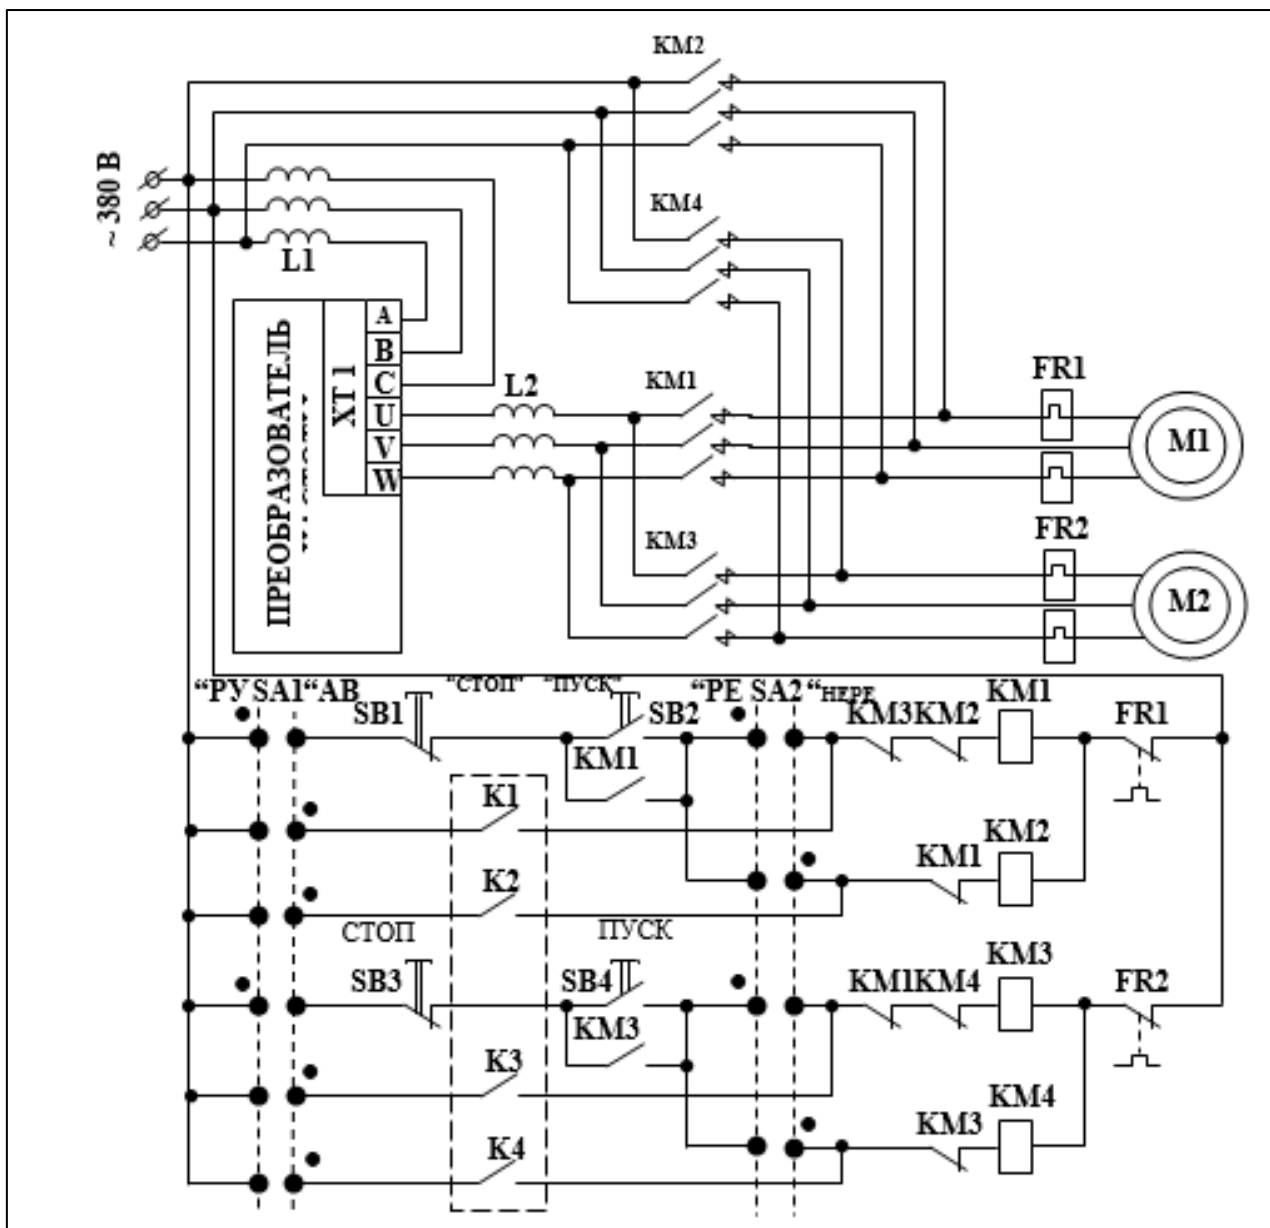 KM2
~ 380 В
KM4
L1
ПРЕОБРАЗОВАТЕЛЬ
XT 1
A
B
C
U
V
W
L2
KM1
FR1
M1
KM3
FR2
M2
“РУ SA1 “АВ
“СТОП”
“ПУСК”
“РЕ SA2 “НЕРЕ
KM1
SB1
SB2
KM3 KM2
FR1
KM1
K1
KM2
KM1
K2
СТОП
ПУСК
KM3
SB3
SB4
KM1 KM4
FR2
KM3
K3
KM4
KM3
K4